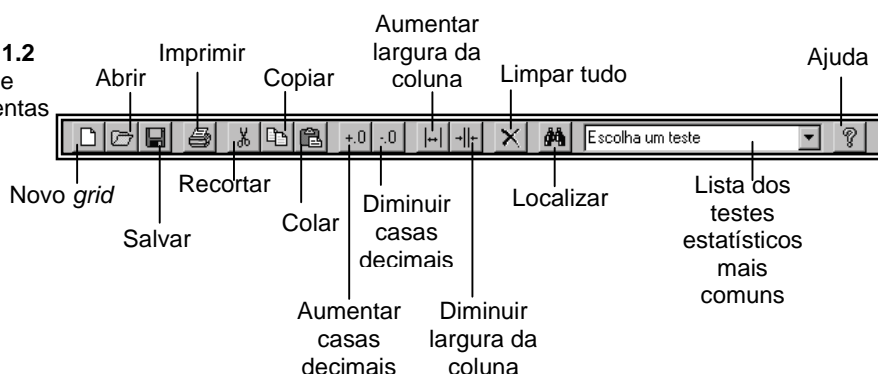 1.2
e
entas
Abrir
Imprimir
Copiar
Aumentar
largura da
coluna
Limpar tudo
Ajuda
+.0
-.0
Escolha um teste
Novo grid
Salvar
Recortar
Colar
Diminuir
casas
decimais
Localizar
Lista dos
testes
estatísticos
mais
comuns
Aumentar
casas
decimais
Diminuir
largura da
coluna